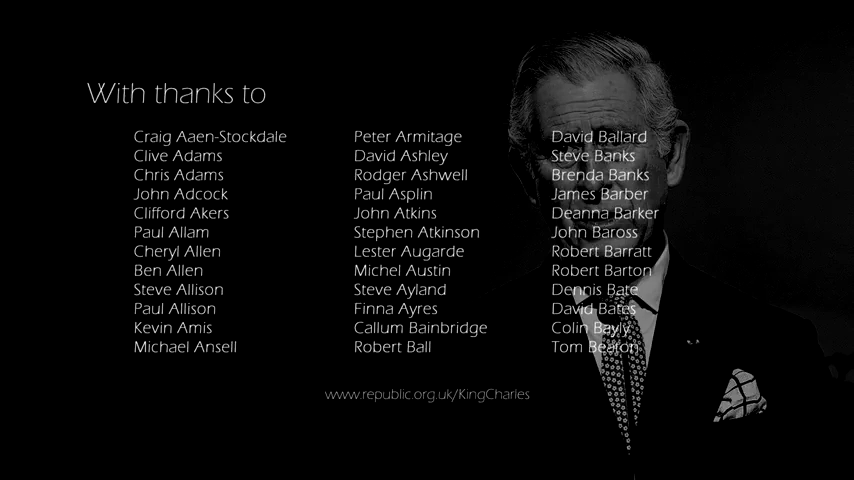 With thanks to
Craig Aaen-Stockdale
Clive Adams
Chris Adams
John Adcock
Clifford Akers
Paul Allam
Cheryl Allen
Ben Allen
Steve Allison
Paul Allison
Kevin Amis
Michael Ansell
Peter Armitage
David Ashley
Rodger Ashwell
Paul Asplin
John Atkins
Stephen Atkinson
Lester Augarde
Michel Austin
Steve Ayland
Finna Ayres
Callum Bainbridge
Robert Ball
David Ballard
Steve Banks
Brenda Banks
James Barber
Deanna Barker
John Baross
Robert Barratt
Robert Barton
Dennis Bate
David Bates
Colin Bayly
Tom Beaton
www.republic.org.uk/KingCharles